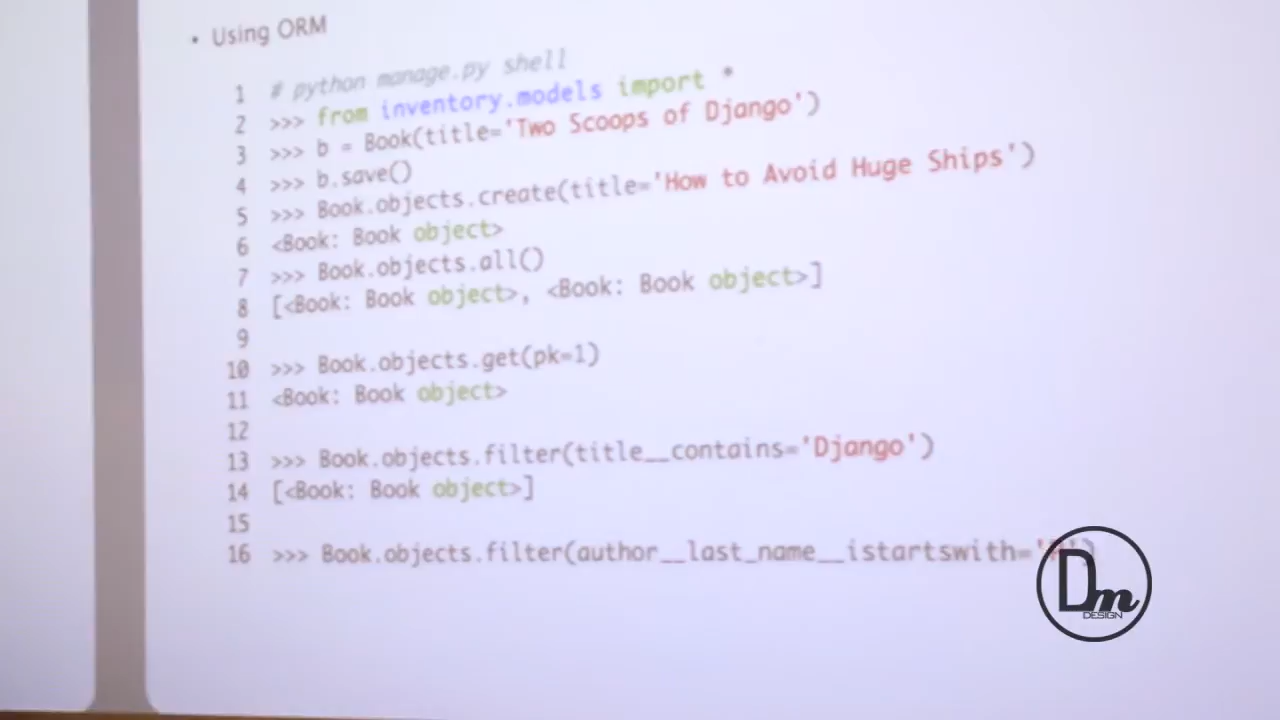 • Using ORM
1 # python manage.py shell
2 >>> from inventory.models import *
3 >>> b = Book(title='Two Scoops of Django')
4 >>> b.save()
5 >>> Book.objects.create(title='How to Avoid Huge Ships')
6 <Book: Book object>
7 >>> Book.objects.all()
8 [<Book: Book object>, <Book: Book object>]
9
10 >>> Book.objects.get(pk=1)
11 <Book: Book object>
12
13 >>> Book.objects.filter(title__contains='Django')
14 [<Book: Book object>]
15
16 >>> Book.objects.filter(author__last_name__istartswith='
Dm
DESIGN